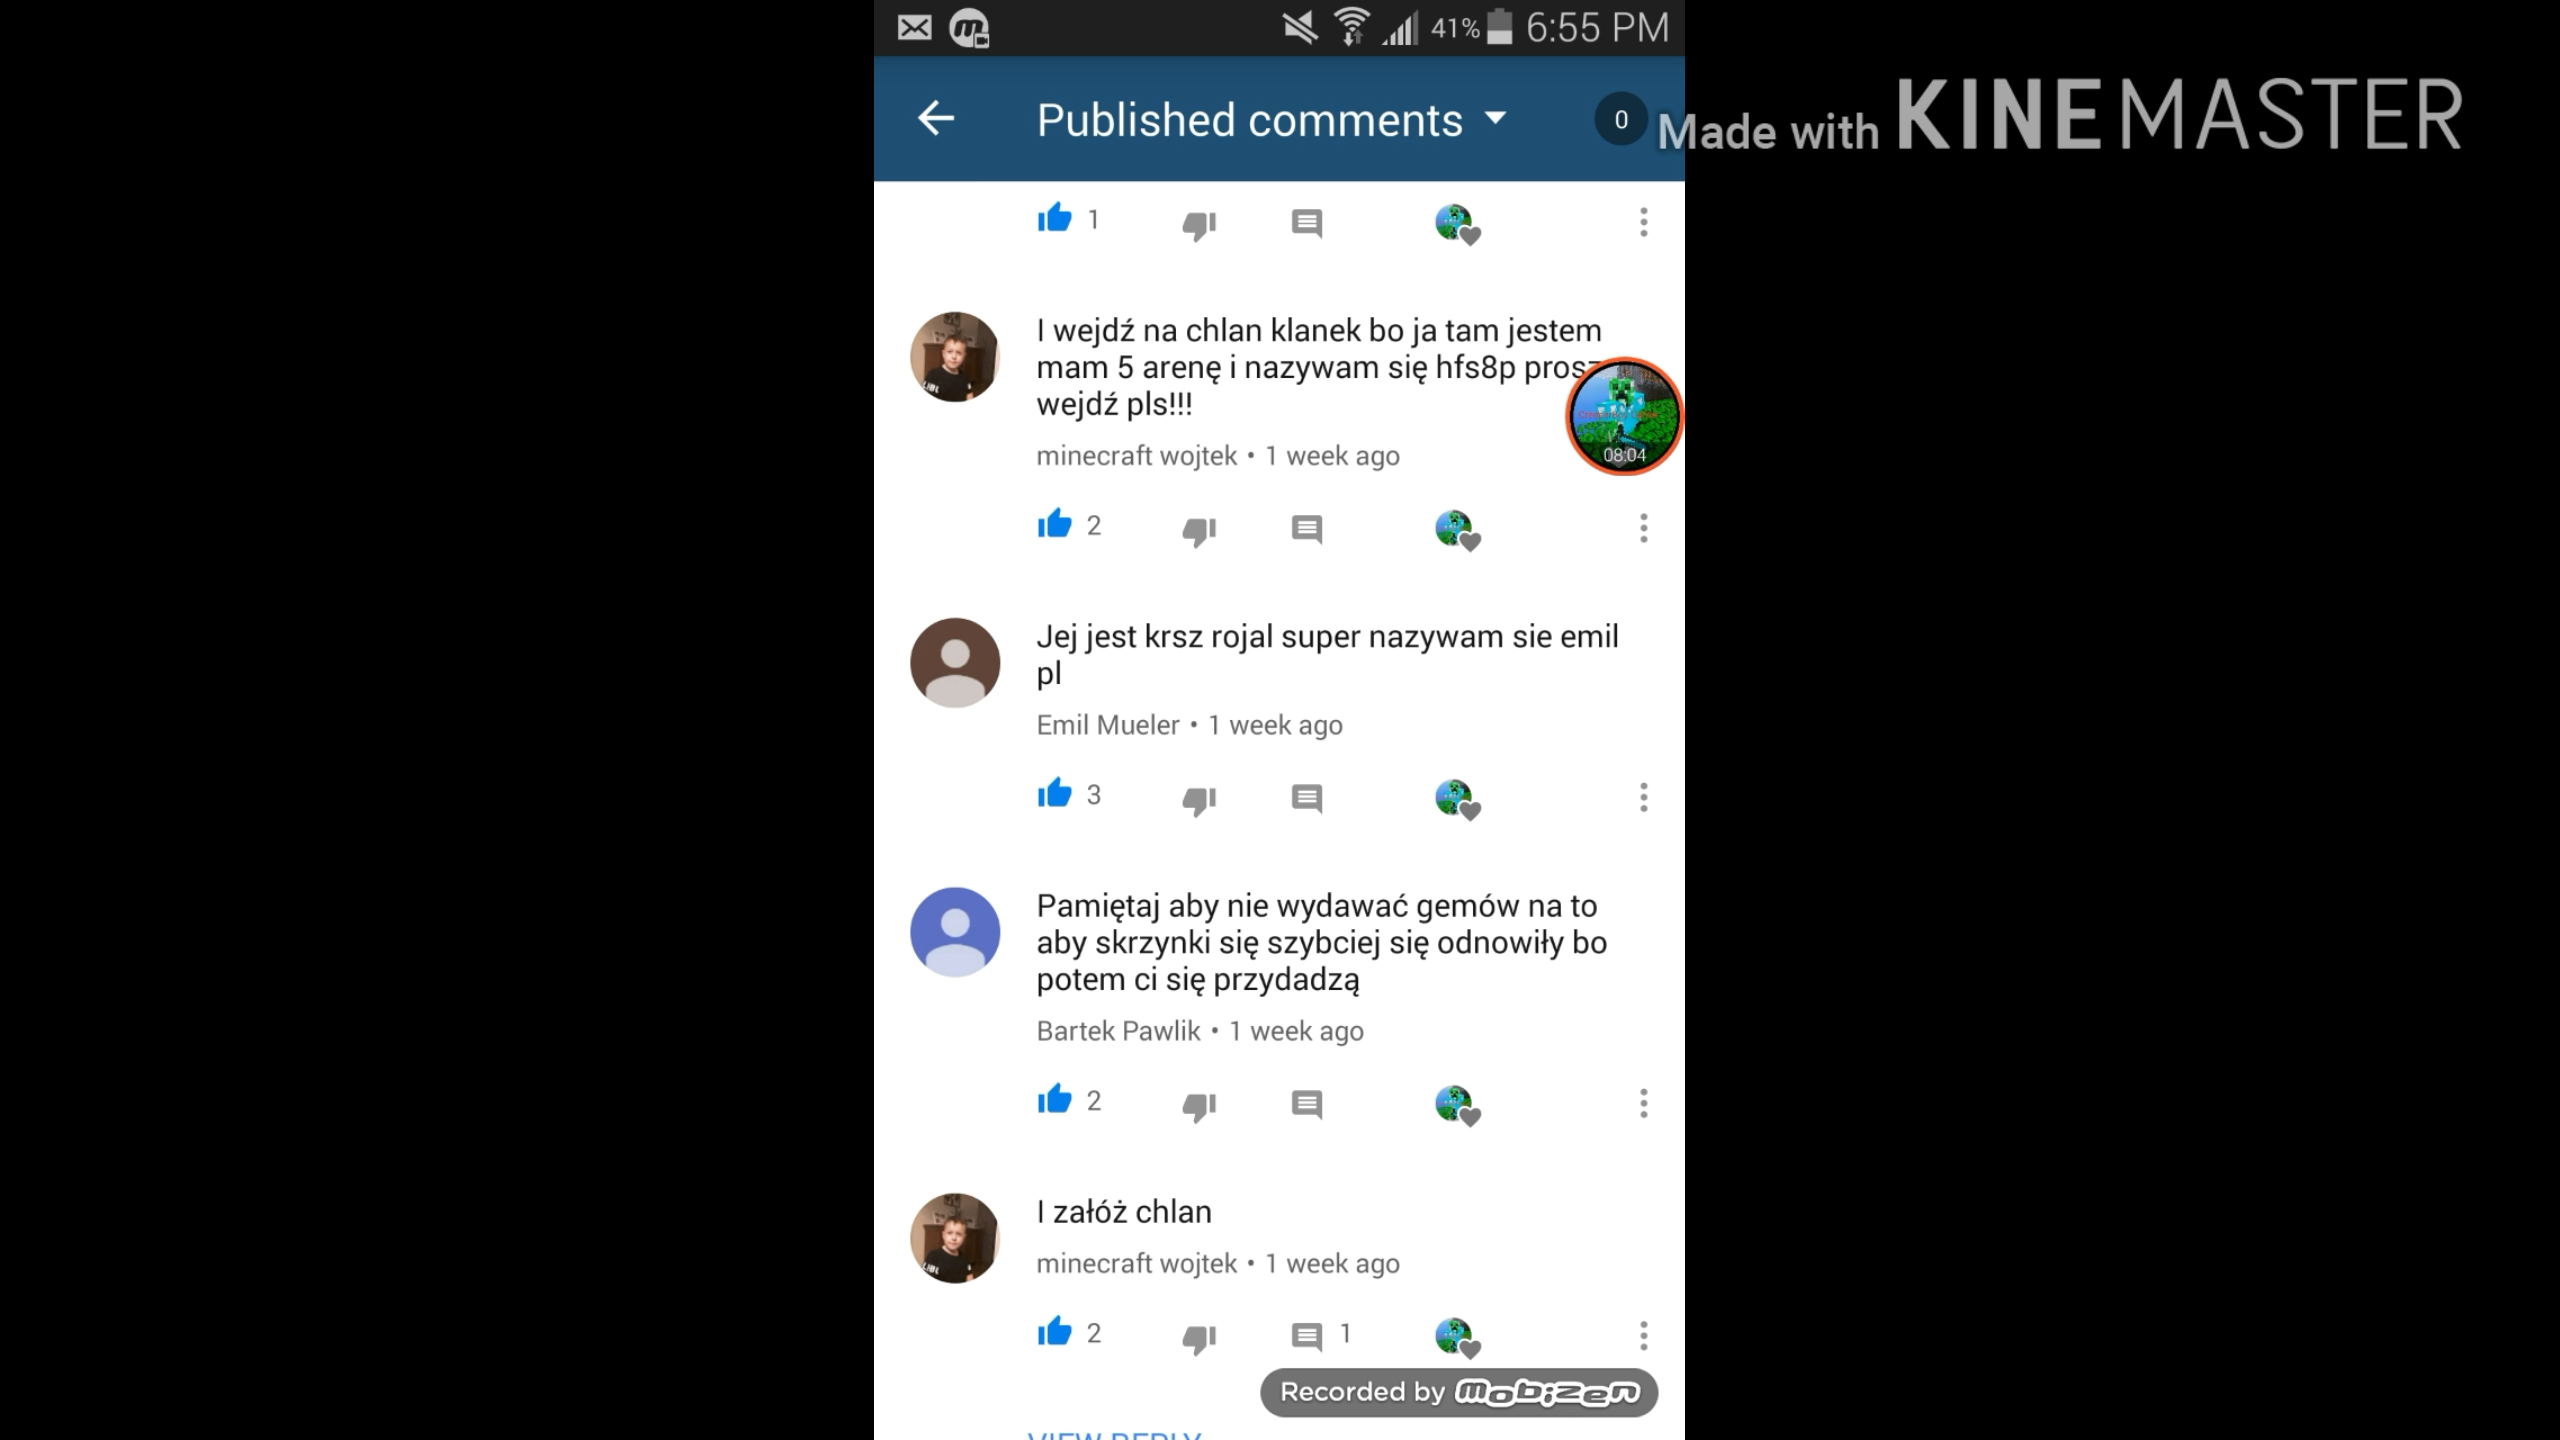 41% 6:55 PM
Published comments 0
Made with KINEMASTER
1
I wejdź na chlan klanek bo ja tam jestem
mam 5 arenę i nazywam się hfs8p
wejdź pls!!!
08:04
minecraft wojtek • 1 week ago
2
Jej jest krsz rojal super nazywam sie emil
pl
Emil Mueler • 1 week ago
3
Pamiętaj aby nie wydawać gemów na to
aby skrzynki się szybciej się odnowiły bo
potem ci się przydadzą
Bartek Pawlik • 1 week ago
2
I załóż chlan
minecraft wojtek • 1 week ago
2 1
Recorded by mobizen
VIEW REPLY